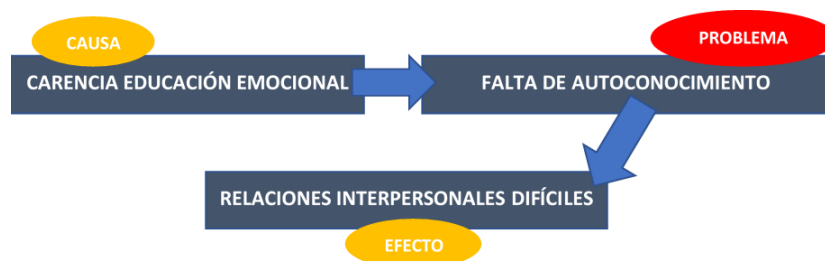 CAUSA
CARENCIA EDUCACIÓN EMOCIONAL
PROBLEMA
FALTA DE AUTOCONOCIMIENTO
RELACIONES INTERPERSONALES DIFÍCILES
EFECTO